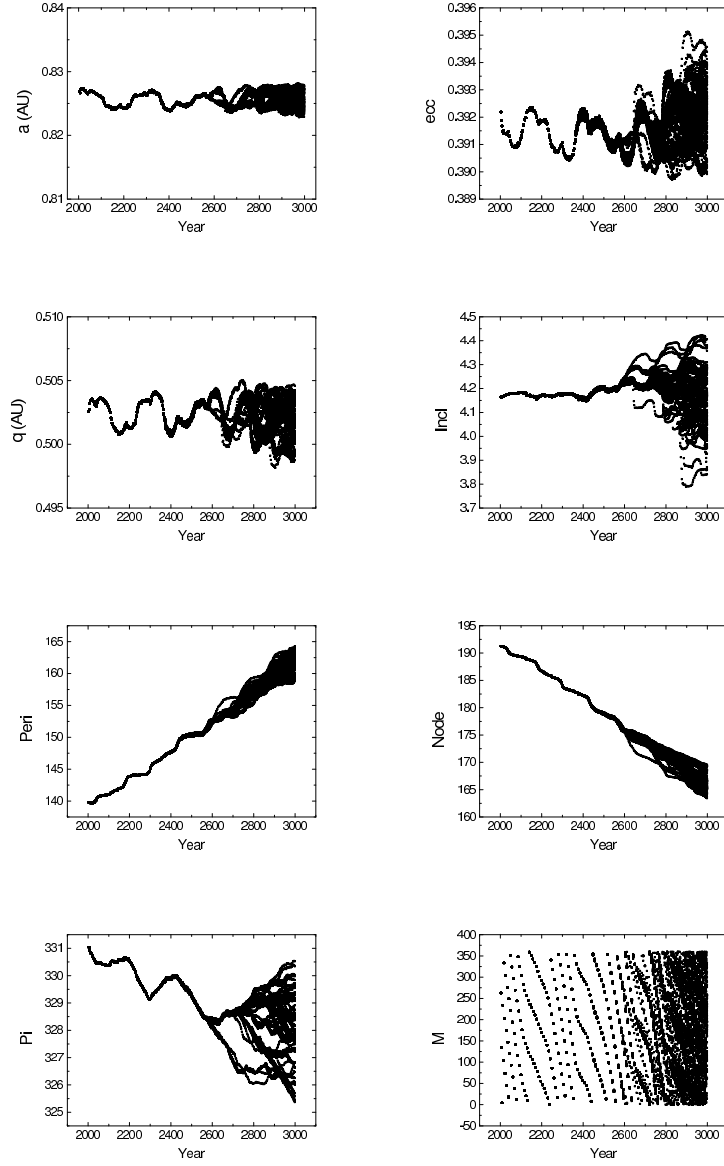 0.84
0.83
0.82
0.81
a (AU)
2000 2200 2400 2600 2800 3000
Year
0.396
0.395
0.393
0.392
0.390
0.389
ecc
2000 2200 2400 2600 2800 3000
Year
0.510
0.505
0.500
0.495
q (AU)
2000 2200 2400 2600 2800 3000
Year
4.5
4.4
4.3
4.2
4.1
4.0
3.9
3.8
3.7
Incl
2000 2200 2400 2600 2800 3000
Year
165
160
155
150
145
140
Peri
2000 2200 2400 2600 2800 3000
Year
195
190
185
180
175
170
165
160
Node
2000 2200 2400 2600 2800 3000
Year
331
330
329
328
327
326
325
Pi
2000 2200 2400 2600 2800 3000
Year
400
350
300
250
200
150
100
50
0
-50
M
2000 2200 2400 2600 2800 3000
Year